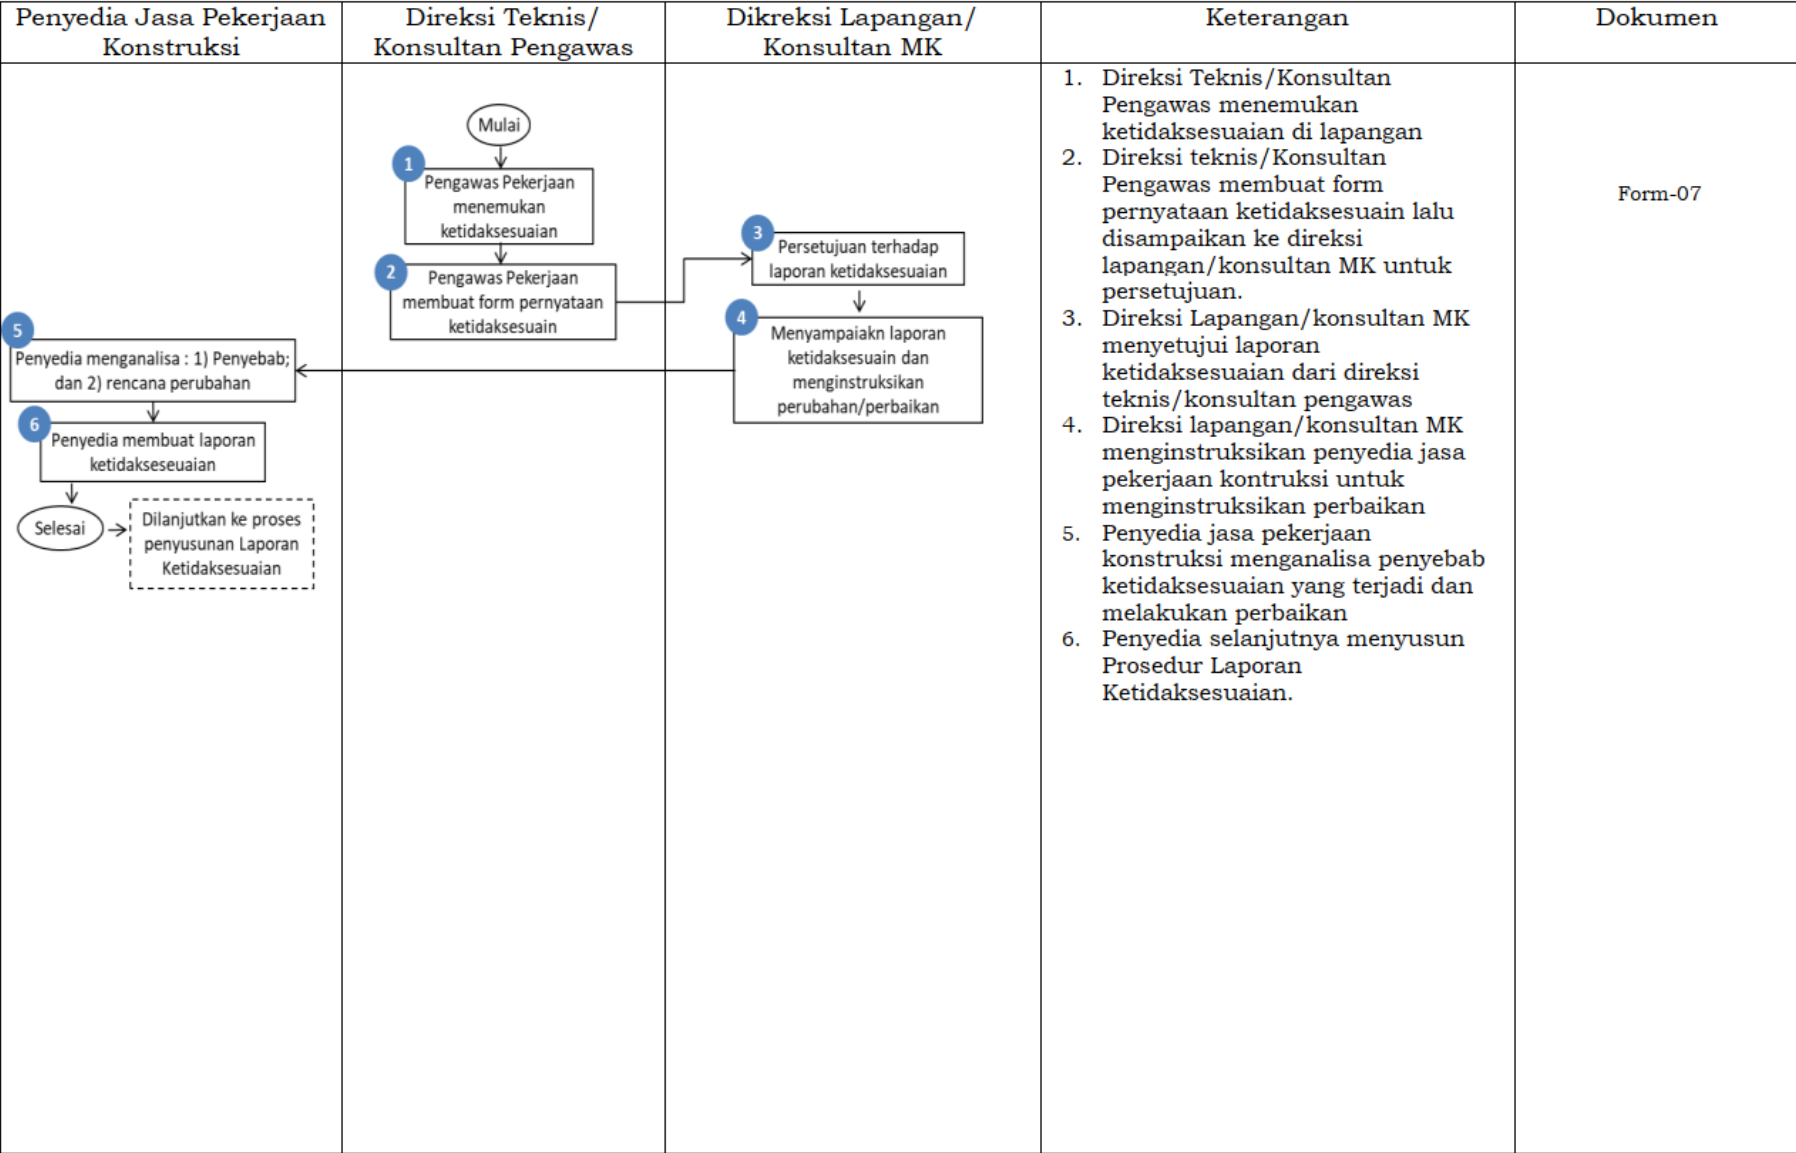 Penyedia Jasa Pekerjaan
Konstruksi
Direksi Teknis/
Konsultan Pengawas
Dikreksi Lapangan/
Konsultan MK
Keterangan
Dokumen
Mulai
1
Pengawas Pekerjaan
menemukan
ketidaksesuaian
2
Pengawas Pekerjaan
membuat form pernyataan
ketidaksesuain
3
Persetujuan terhadap
laporan ketidaksesuaian
4
Menyampaiakn laporan
ketidaksesuain dan
menginstruksikan
perubahan/perbaikan
5
Penyedia menganalisa : 1) Penyebab;
dan 2) rencana perubahan
6
Penyedia membuat laporan
ketidakseseuaian
Selesai
Dilanjutkan ke proses
penyusunan Laporan
Ketidaksesuaian
1. Direksi Teknis/Konsultan
Pengawas menemukan
ketidaksesuaian di lapangan
2. Direksi teknis/Konsultan
Pengawas membuat form
pernyataan ketidaksesuain lalu
disampaikan ke direksi
lapangan/konsultan MK untuk
persetujuan.
3. Direksi Lapangan/konsultan MK
menyetujui laporan
ketidaksesuaian dari direksi
teknis/konsultan pengawas
4. Direksi lapangan/konsultan MK
menginstruksikan penyedia jasa
pekerjaan kontruksi untuk
menginstruksikan perbaikan
5. Penyedia jasa pekerjaan
konstruksi menganalisa penyebab
ketidaksesuaian yang terjadi dan
melakukan perbaikan
6. Penyedia selanjutnya menyusun
Prosedur Laporan
Ketidaksesuaian.
Form-07